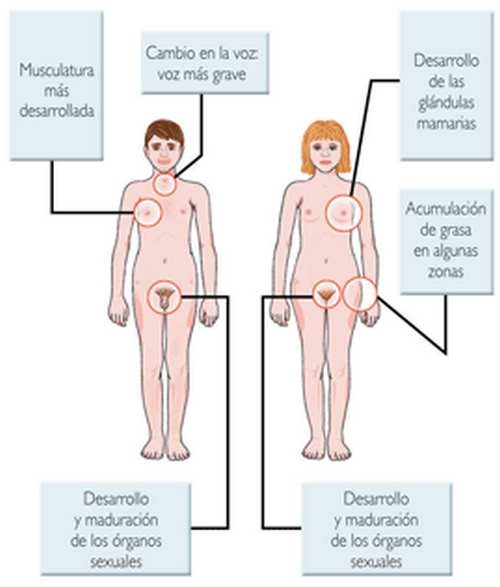 Musculatura
más
desarrollada
Cambio en la voz:
voz más grave
Desarrollo
de las
glándulas
mamarias
Acumulación
de grasa
en algunas
zonas
Desarrollo
y maduración
de los órganos
sexuales
Desarrollo
y maduración
de los órganos
sexuales